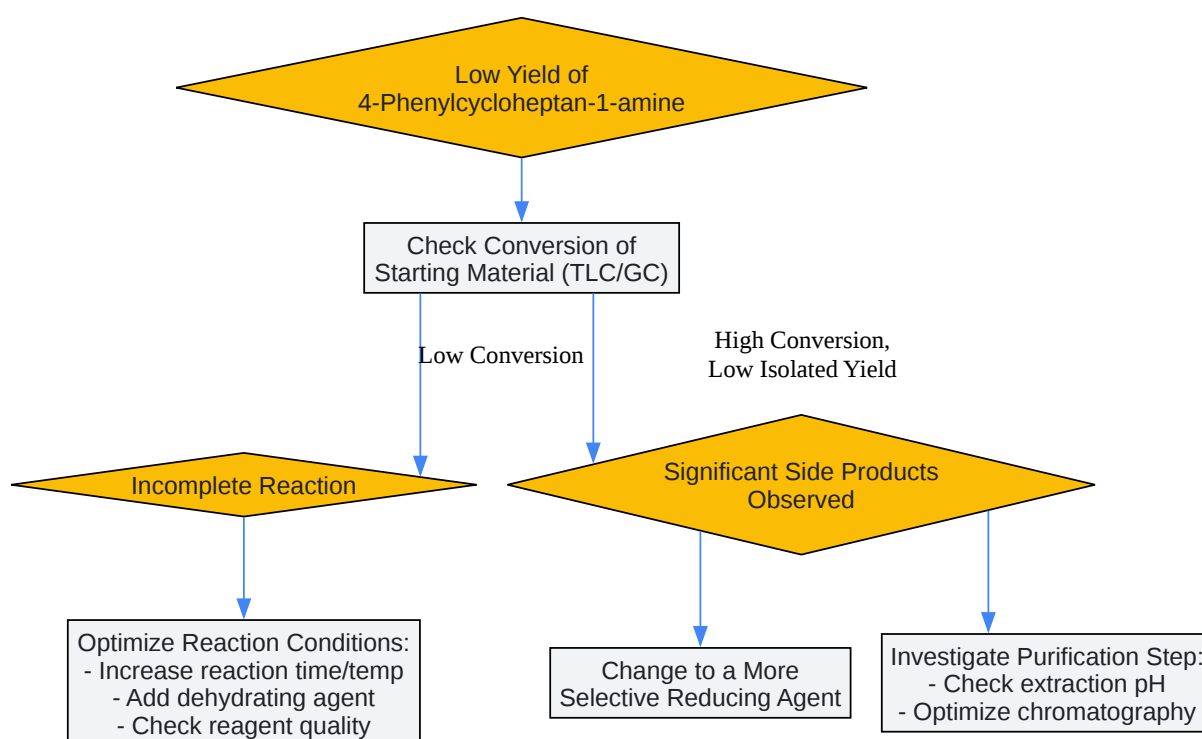 Low Yield of
4-Phenylcycloheptan-1-amine
Check Conversion of
Starting Material (TLC/GC)
Low Conversion
High Conversion,
Low Isolated Yield
Incomplete Reaction
Significant Side Products
Observed
Optimize Reaction Conditions:
- Increase reaction time/temp
- Add dehydrating agent
- Check reagent quality
Change to a More
Selective Reducing Agent
Investigate Purification Step:
- Check extraction pH
- Optimize chromatography